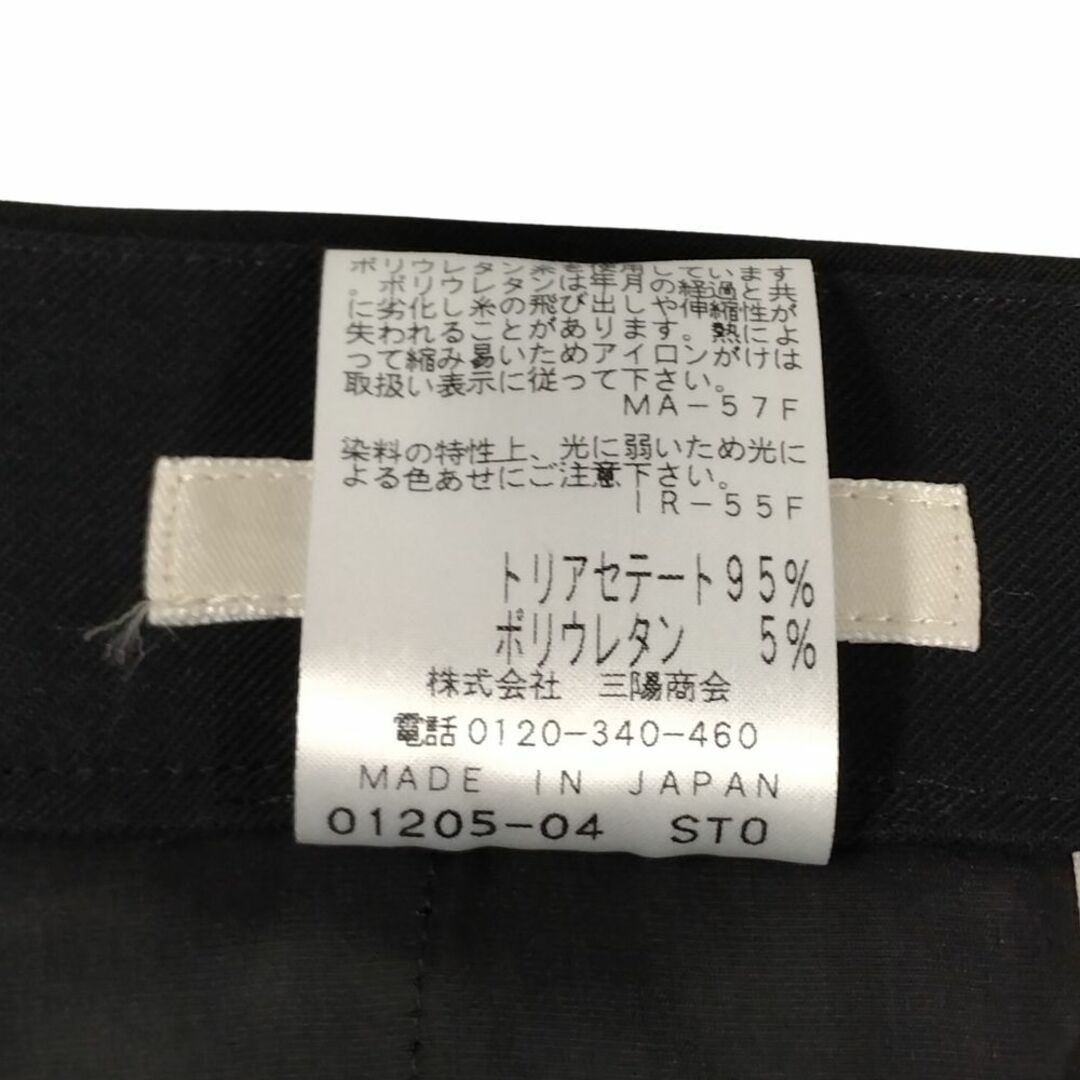 ポリウレタン糸を使用しています
。ポリウレタンは年月の経過と共
に劣化し糸の飛び出しや伸縮性が
失われることがあります。熱によ
って縮み易いためアイロンがけは
取扱い表示に従って下さい。
MA-57F
染料の特性上、光に弱いため光に
よる色あせにご注意下さい。
IR-55F
トリアセテート95%
ポリウレタン 5%
株式会社 三陽商会
電話0120-340-460
MADE IN JAPAN
01205-04 STO